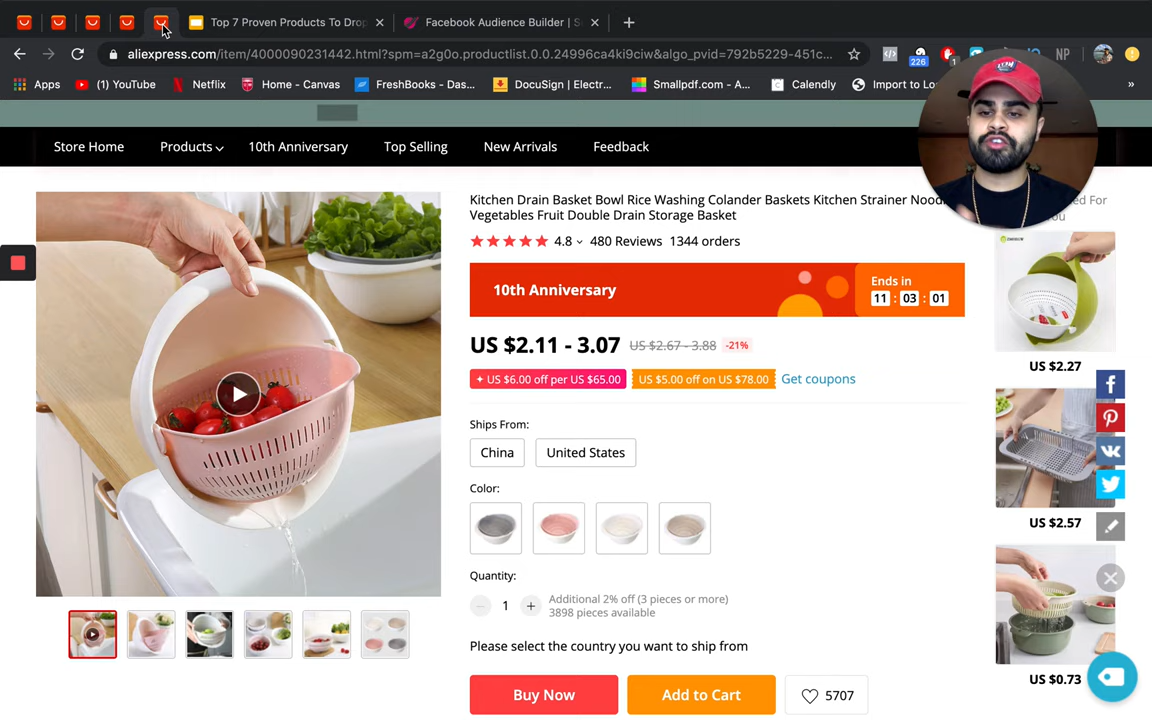 Top 7 Proven Products To Drop
Facebook Audience Builder | S
aliexpress.com/item/4000090231442.html?spm=a2g0o.productlist.0.0.24996ca4ki9ciw&algo_pvid=792b5229-451c...
226
1
NP
Apps
(1) YouTube
Netflix
Home - Canvas
FreshBooks - Das...
DocuSign | Electr...
Smallpdf.com - A...
Calendly
Import to Lo
»
Store Home
Products
10th Anniversary
Top Selling
New Arrivals
Feedback
Kitchen Drain Basket Bowl Rice Washing Colander Baskets Kitchen Strainer Nood
Vegetables Fruit Double Drain Storage Basket
ed For
ou
4.8
480 Reviews
1344 orders
10th Anniversary
Ends in
11 : 03 : 01
US $2.11 - 3.07
US $2.67 - 3.88
-21%
US $6.00 off per US $65.00
US $5.00 off on US $78.00
Get coupons
US $2.27
Ships From:
China
United States
Color:
US $2.57
Quantity:
1
Additional 2% off (3 pieces or more)
3898 pieces available
Please select the country you want to ship from
US $0.73
Buy Now
Add to Cart
5707